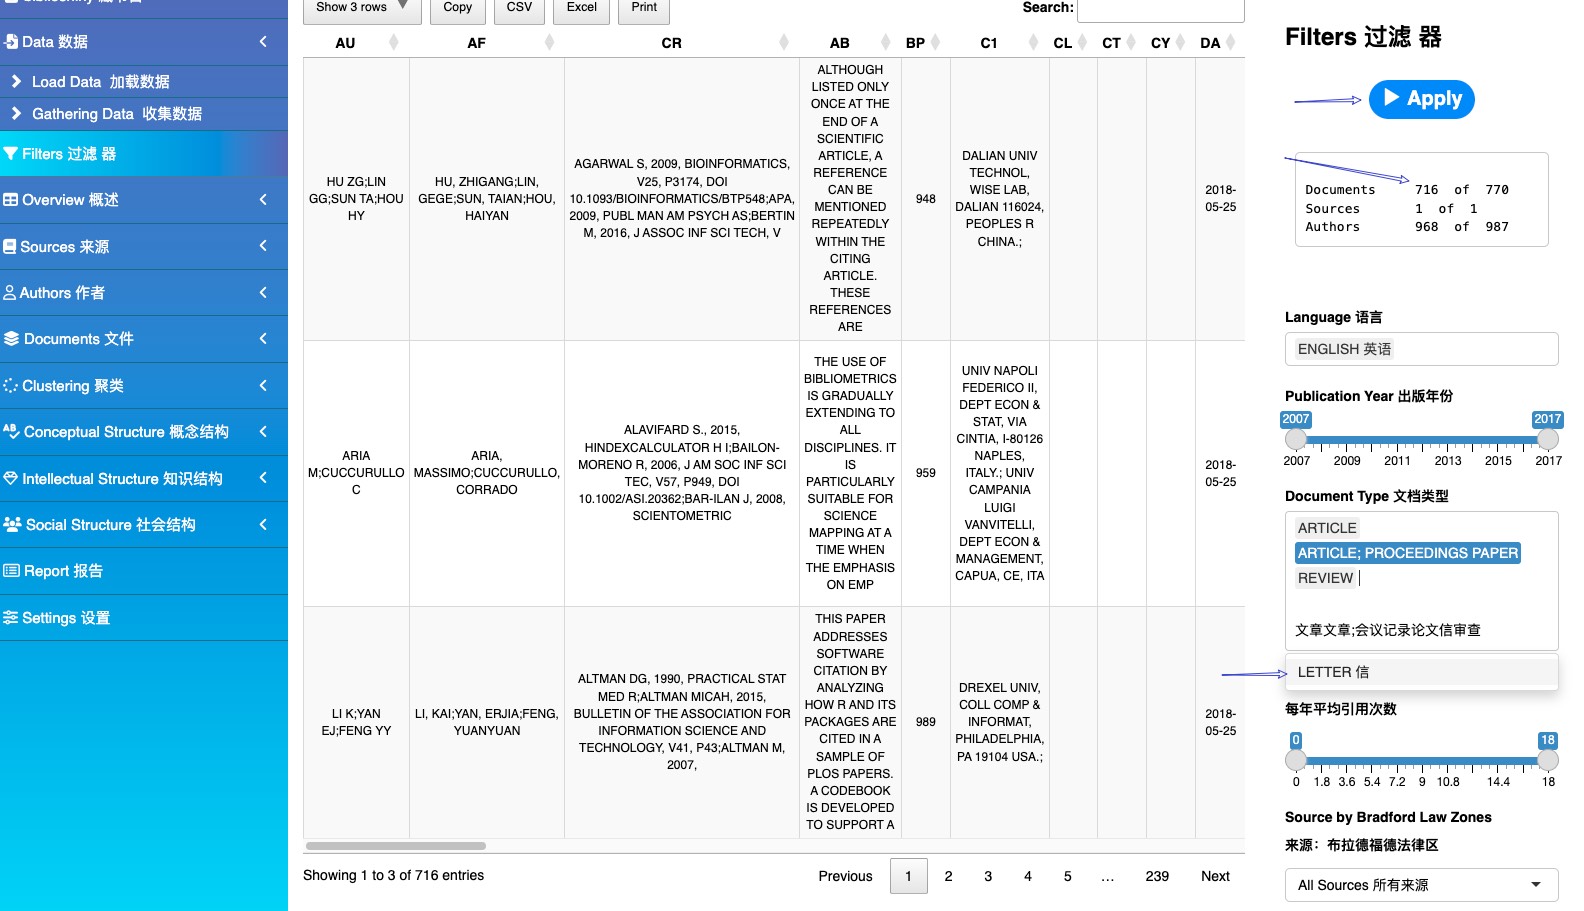 Data 数据
Load Data 加载数据
Gathering Data 收集数据
Filters 过滤 器
Overview 概述
Sources 来源
Authors 作者
Documents 文件
Clustering 聚类
Conceptual Structure 概念结构
Intellectual Structure 知识结构
Social Structure 社会结构
Report 报告
Settings 设置
Show 3 rows
Copy
CSV
Excel
Print
Search:
AU AF CR AB BP C1 CL CT CY DA
HU ZG;LIN
GG;SUN TA;HOU
HY
HU, ZHIGANG;LIN,
GEGE;SUN, TAIAN;HOU,
HAIYAN
AGARWAL S, 2009, BIOINFORMATICS,
V25, P3174, DOI
10.1093/BIOINFORMATICS/BTP548;APA,
2009, PUBL MAN AM PSYCH AS;BERTIN
M, 2016, J ASSOC INF SCI TECH, V
ALTHOUGH
LISTED ONLY
ONCE AT THE
END OF A
SCIENTIFIC
ARTICLE, A
REFERENCE
CAN BE
MENTIONED
REPEATEDLY
WITHIN THE
CITING
ARTICLE.
THESE
REFERENCES
ARE
948
DALIAN UNIV
TECHNOL,
WISE LAB,
DALIAN 116024,
PEOPLES R
CHINA.;
2018-
05-25
ARIA
M;CUCCURULLO
C
ARIA,
MASSIMO;CUCCURULLO,
CORRADO
ALAVIFARD S., 2015,
HINDEXCALCULATOR H I;BAILON-
MORENO R, 2006, J AM SOC INF SCI
TEC, V57, P949, DOI
10.1002/ASI.20362;BAR-ILAN J, 2008,
SCIENTOMETRIC
THE USE OF
BIBLIOMETRICS
IS GRADUALLY
EXTENDING TO
ALL
DISCIPLINES. IT
IS
PARTICULARLY
SUITABLE FOR
SCIENCE
MAPPING AT A
TIME WHEN
THE EMPHASIS
ON EMP
959
UNIV NAPOLI
FEDERICO II,
DEPT ECON &
STAT, VIA
CINTIA, I-80126
NAPLES,
ITALY.; UNIV
CAMPANIA
LUIGI
VANVITELLI,
DEPT ECON &
MANAGEMENT,
CAPUA, CE, ITA
2018-
05-25
LI K;YAN
EJ;FENG YY
LI, KAI;YAN, ERJIA;FENG,
YUANYUAN
ALTMAN DG, 1990, PRACTICAL STAT
MED R;ALTMAN MICAH, 2015,
BULLETIN OF THE ASSOCIATION FOR
INFORMATION SCIENCE AND
TECHNOLOGY, V41, P43;ALTMAN M,
2007,
THIS PAPER
ADDRESSES
SOFTWARE
CITATION BY
ANALYZING
HOW R AND ITS
PACKAGES ARE
CITED IN A
SAMPLE OF
PLOS PAPERS.
A CODEBOOK
IS DEVELOPED
TO SUPPORT A
989
DREXEL UNIV,
COLL COMP &
INFORMAT,
PHILADELPHIA,
PA 19104 USA.;
2018-
05-25
Showing 1 to 3 of 716 entries
Previous 1 2 3 4 5 … 239 Next
Filters 过滤 器
Apply
Documents 716 of 770
Sources 1 of 1
Authors 968 of 987
Language 语言
ENGLISH 英语
Publication Year 出版年份
2007 2017
2007 2009 2011 2013 2015 2017
Document Type 文档类型
ARTICLE
ARTICLE; PROCEEDINGS PAPER
REVIEW
文章文章;会议记录论文信审查
LETTER 信
每年平均引用次数
0 18
0 1.8 3.6 5.4 7.2 9 10.8 14.4 18
Source by Bradford Law Zones
来源：布拉德福德法律区
All Sources 所有来源